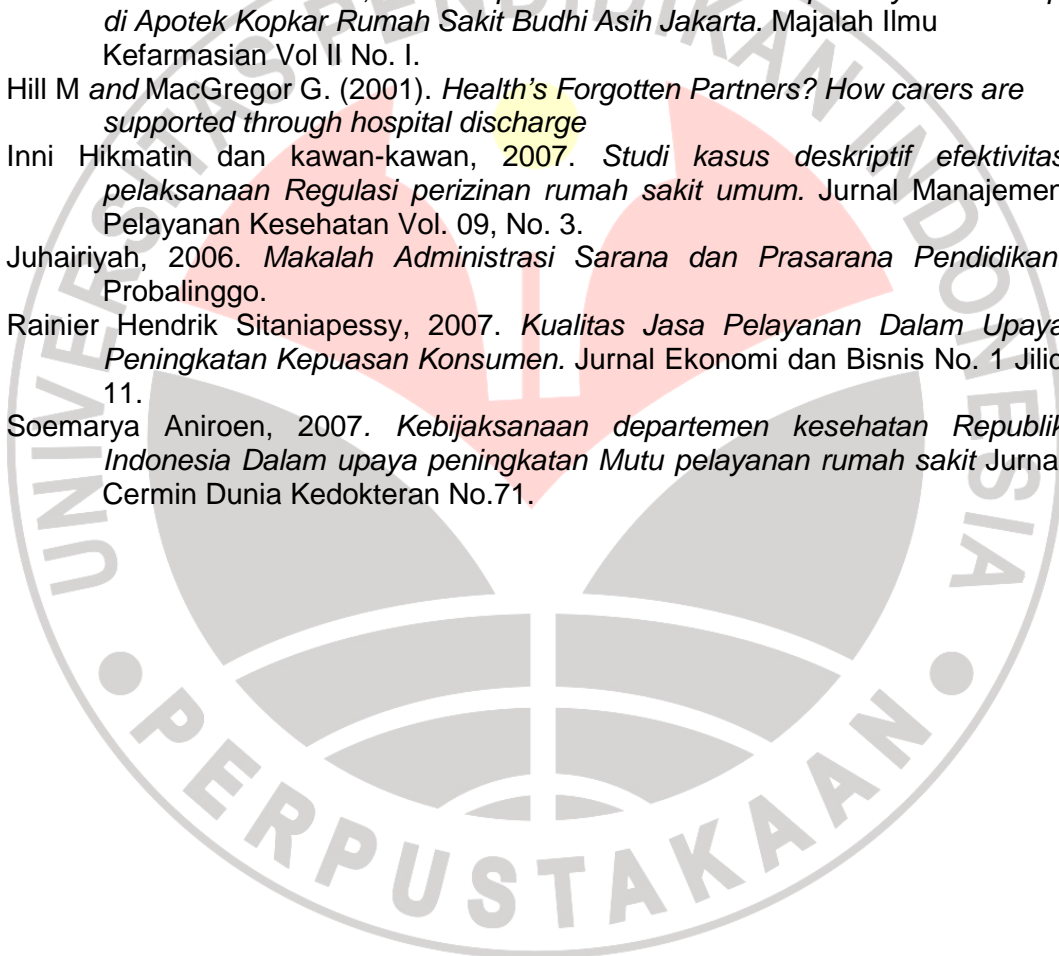 di Apotek Kopkar Rumah Sakit Budhi Asih Jakarta. Majalah Ilmu
Kefarmasian Vol II No. I.
Hill M and MacGregor G. (2001). Health's Forgotten Partners? How carers are
supported through hospital discharge
Inni Hikmatin dan kawan-kawan, 2007. Studi kasus deskriptif efektivitas
pelaksanaan Regulasi perizinan rumah sakit umum. Jurnal Manajemen
Pelayanan Kesehatan Vol. 09, No. 3.
Juhairiyah, 2006. Makalah Administrasi Sarana dan Prasarana Pendidikan
Probalinggo.
Rainier Hendrik Sitaniapessy, 2007. Kualitas Jasa Pelayanan Dalam Upaya
Peningkatan Kepuasan Konsumen. Jurnal Ekonomi dan Bisnis No. 1 Jilid
11.
Soemarya Aniroen, 2007. Kebijaksanaan departemen kesehatan Republik
Indonesia Dalam upaya peningkatan Mutu pelayanan rumah sakit Jurnal
Cermin Dunia Kedokteran No.71.
UNIVERSITAS PENDIDIKAN INDONESIA
PERPUSTAKAAN